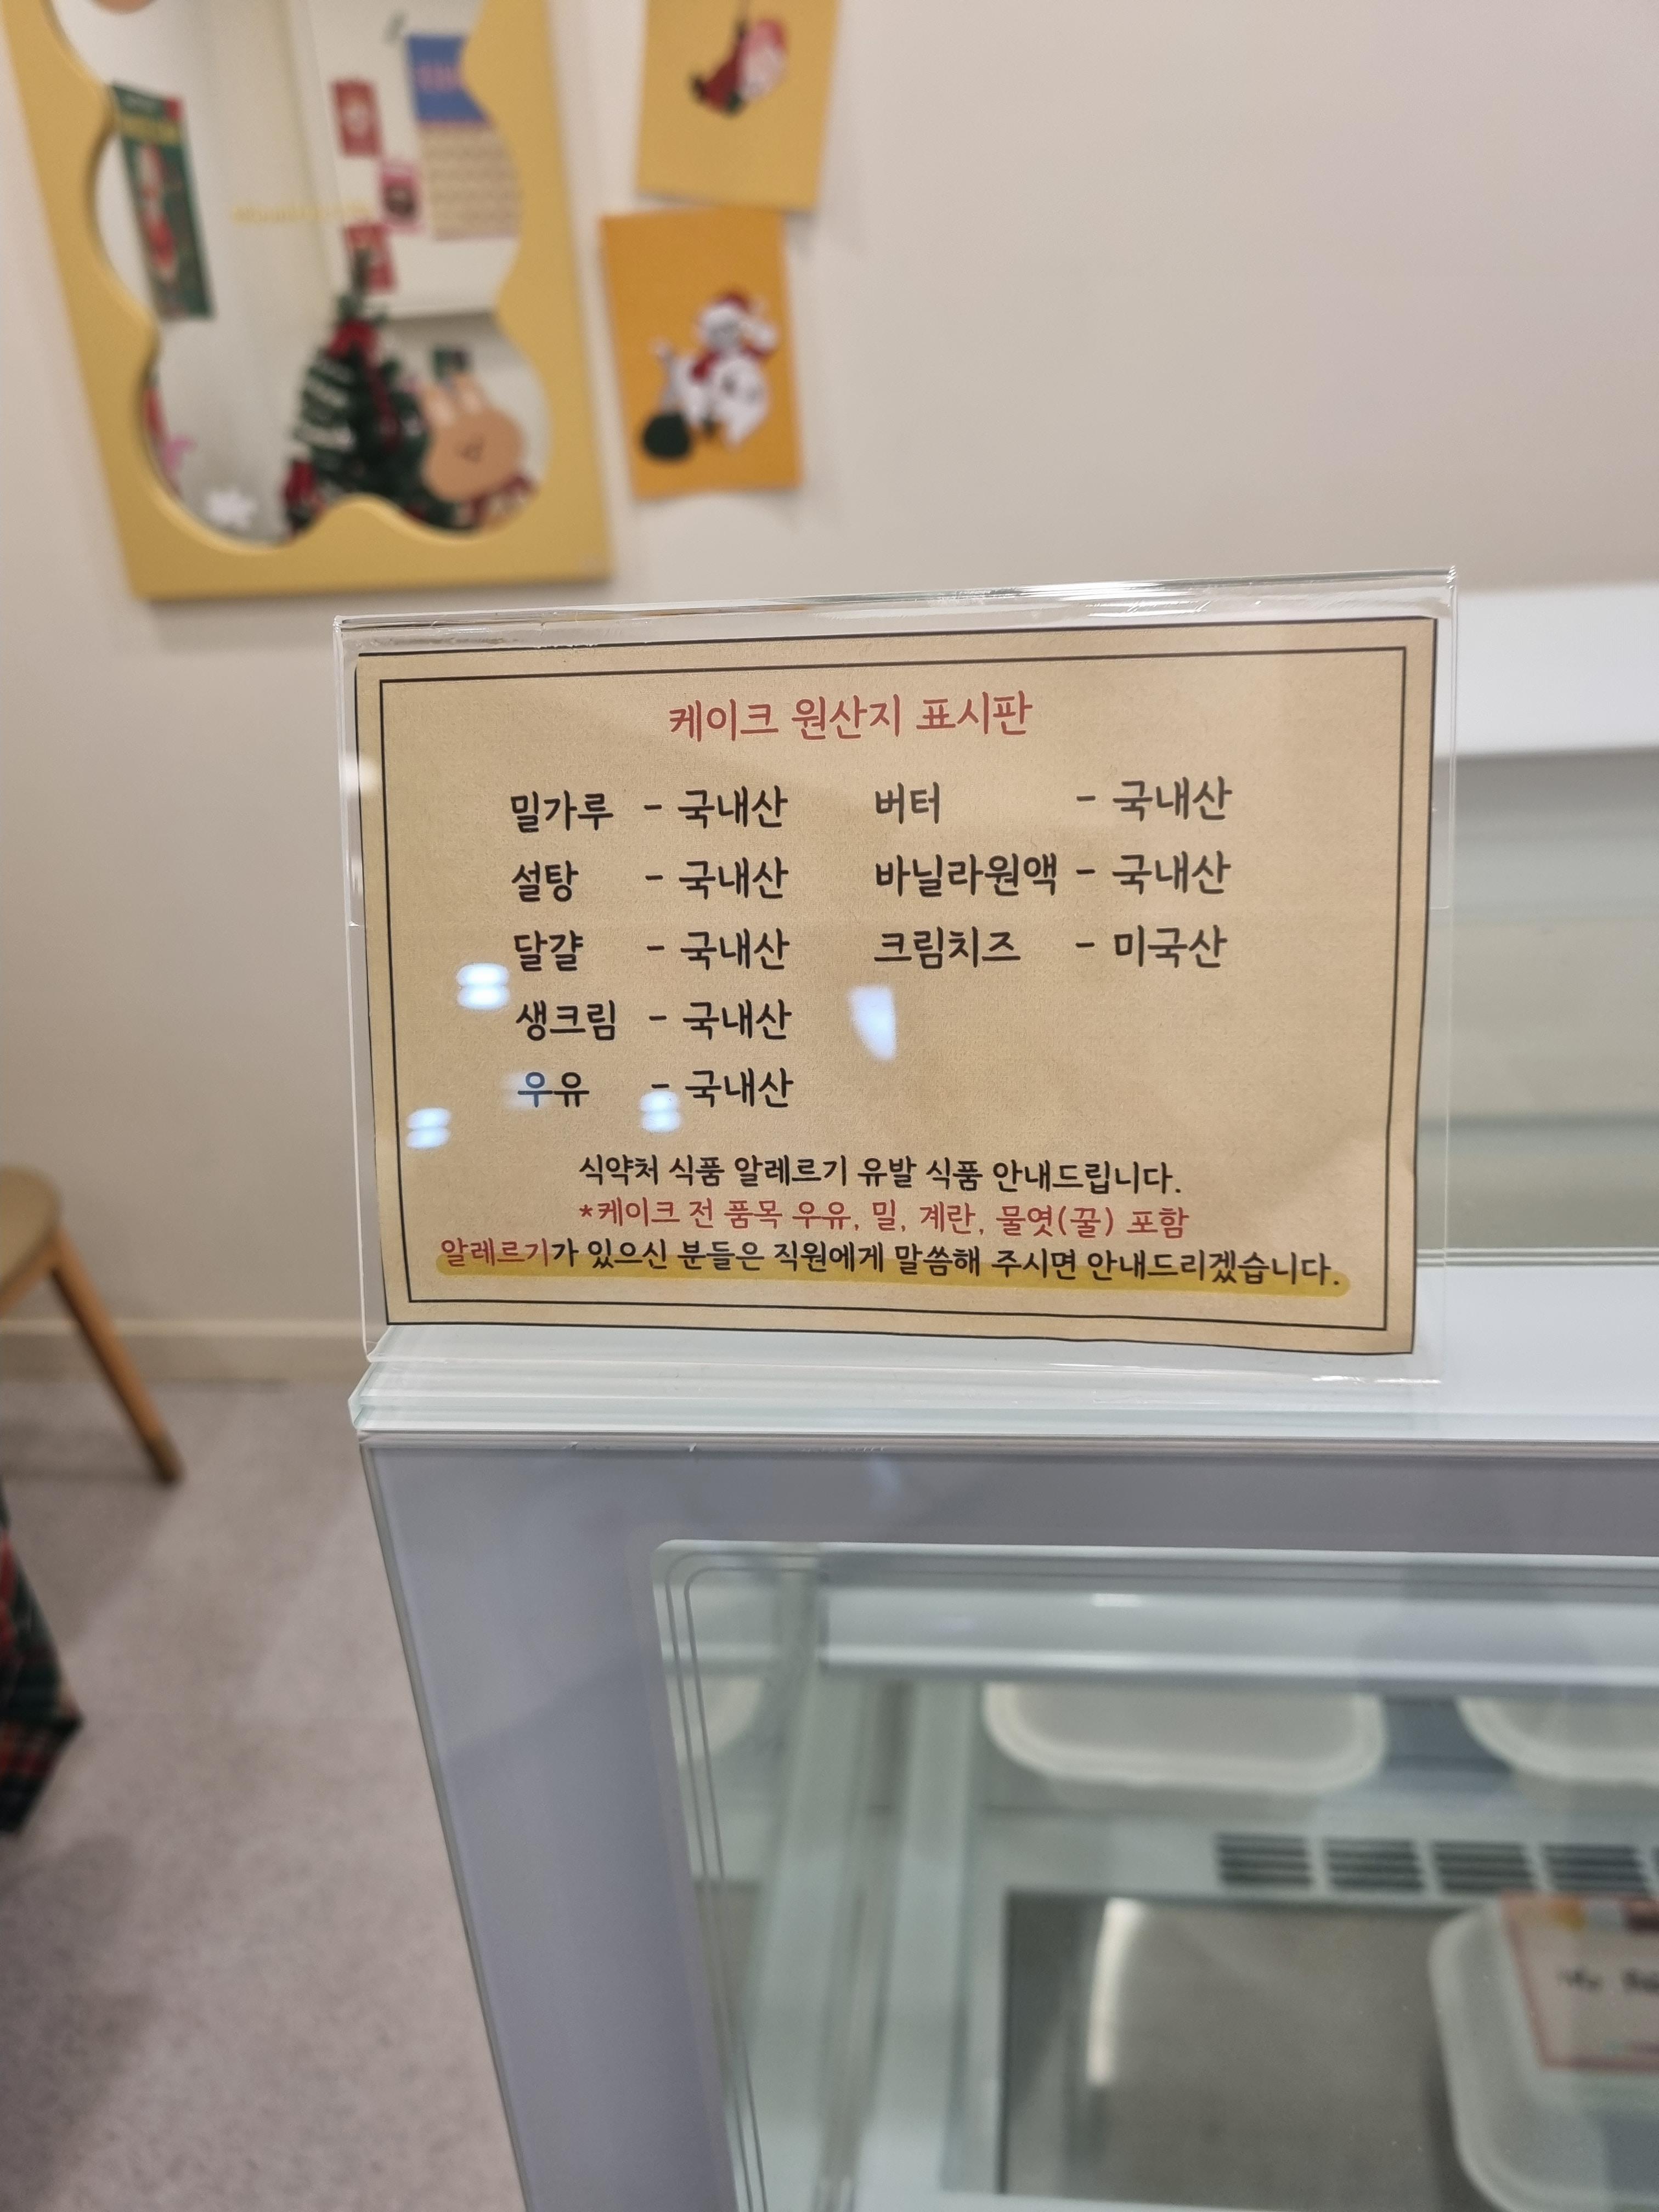 케이크 원산지 표시판
밀가루 - 국내산 버터 - 국내산
설탕 - 국내산 바닐라원액 - 국내산
달걀 - 국내산 크림치즈 - 미국산
생크림 - 국내산
우유 - 국내산
식약처 식품 알레르기 유발 식품 안내드립니다.
*케이크 전 품목 우유, 밀, 계란, 물엿(꿀) 포함
알레르기가 있으신 분들은 직원에게 말씀해 주시면 안내드리겠습니다.